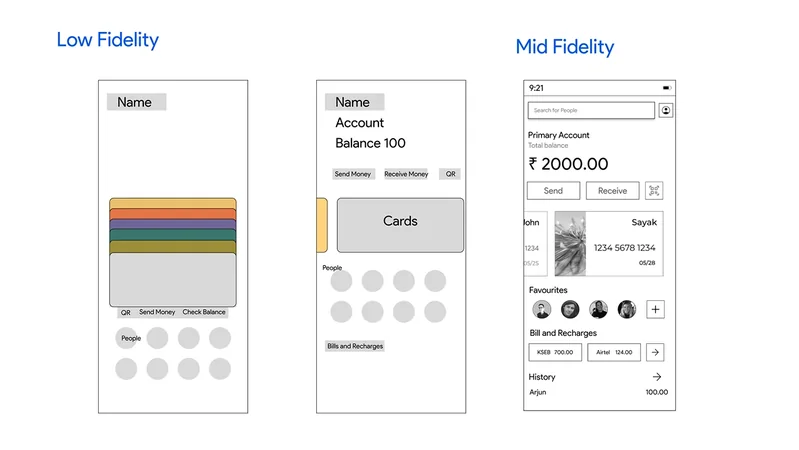 Low Fidelity
Name
QR Send Money Check Balance
People
Name
Account
Balance 100
Send Money Receive Money QR
Cards
People
Bills and Recharges
Mid Fidelity
9:21
Search for People
Primary Account
Total balance
₹ 2000.00
Send Receive
John Sayak
1234 1234 5678 1234
05/25 05/28
Favourites
Bill and Recharges
KSEB 700.00 Airtel 124.00
History
Arjun 100.00